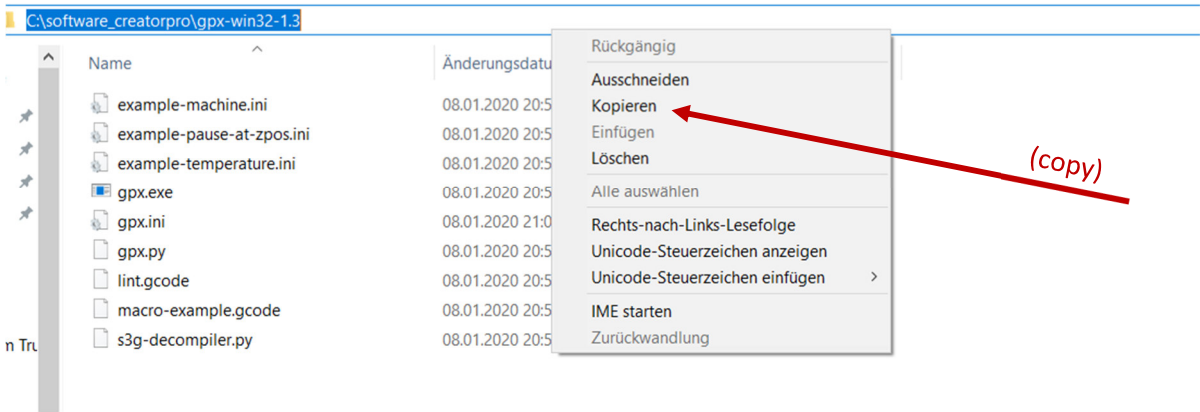 C:\software_creatorpro\gpx-win32-1.3
Name
Änderungsdatu
example-machine.ini
08.01.2020 20:5
example-pause-at-zpos.ini
08.01.2020 20:5
example-temperature.ini
08.01.2020 20:5
gpx.exe
08.01.2020 20:5
gpx.ini
08.01.2020 21:0
gpx.py
08.01.2020 20:5
lint.gcode
08.01.2020 20:5
macro-example.gcode
08.01.2020 20:5
s3g-decompiler.py
08.01.2020 20:5
n Tru
Rückgängig
Ausschneiden
Kopieren
Einfügen
Löschen
Alle auswählen
Rechts-nach-Links-Lesefolge
Unicode-Steuerzeichen anzeigen
Unicode-Steuerzeichen einfügen
IME starten
Zurückwandlung
(copy)